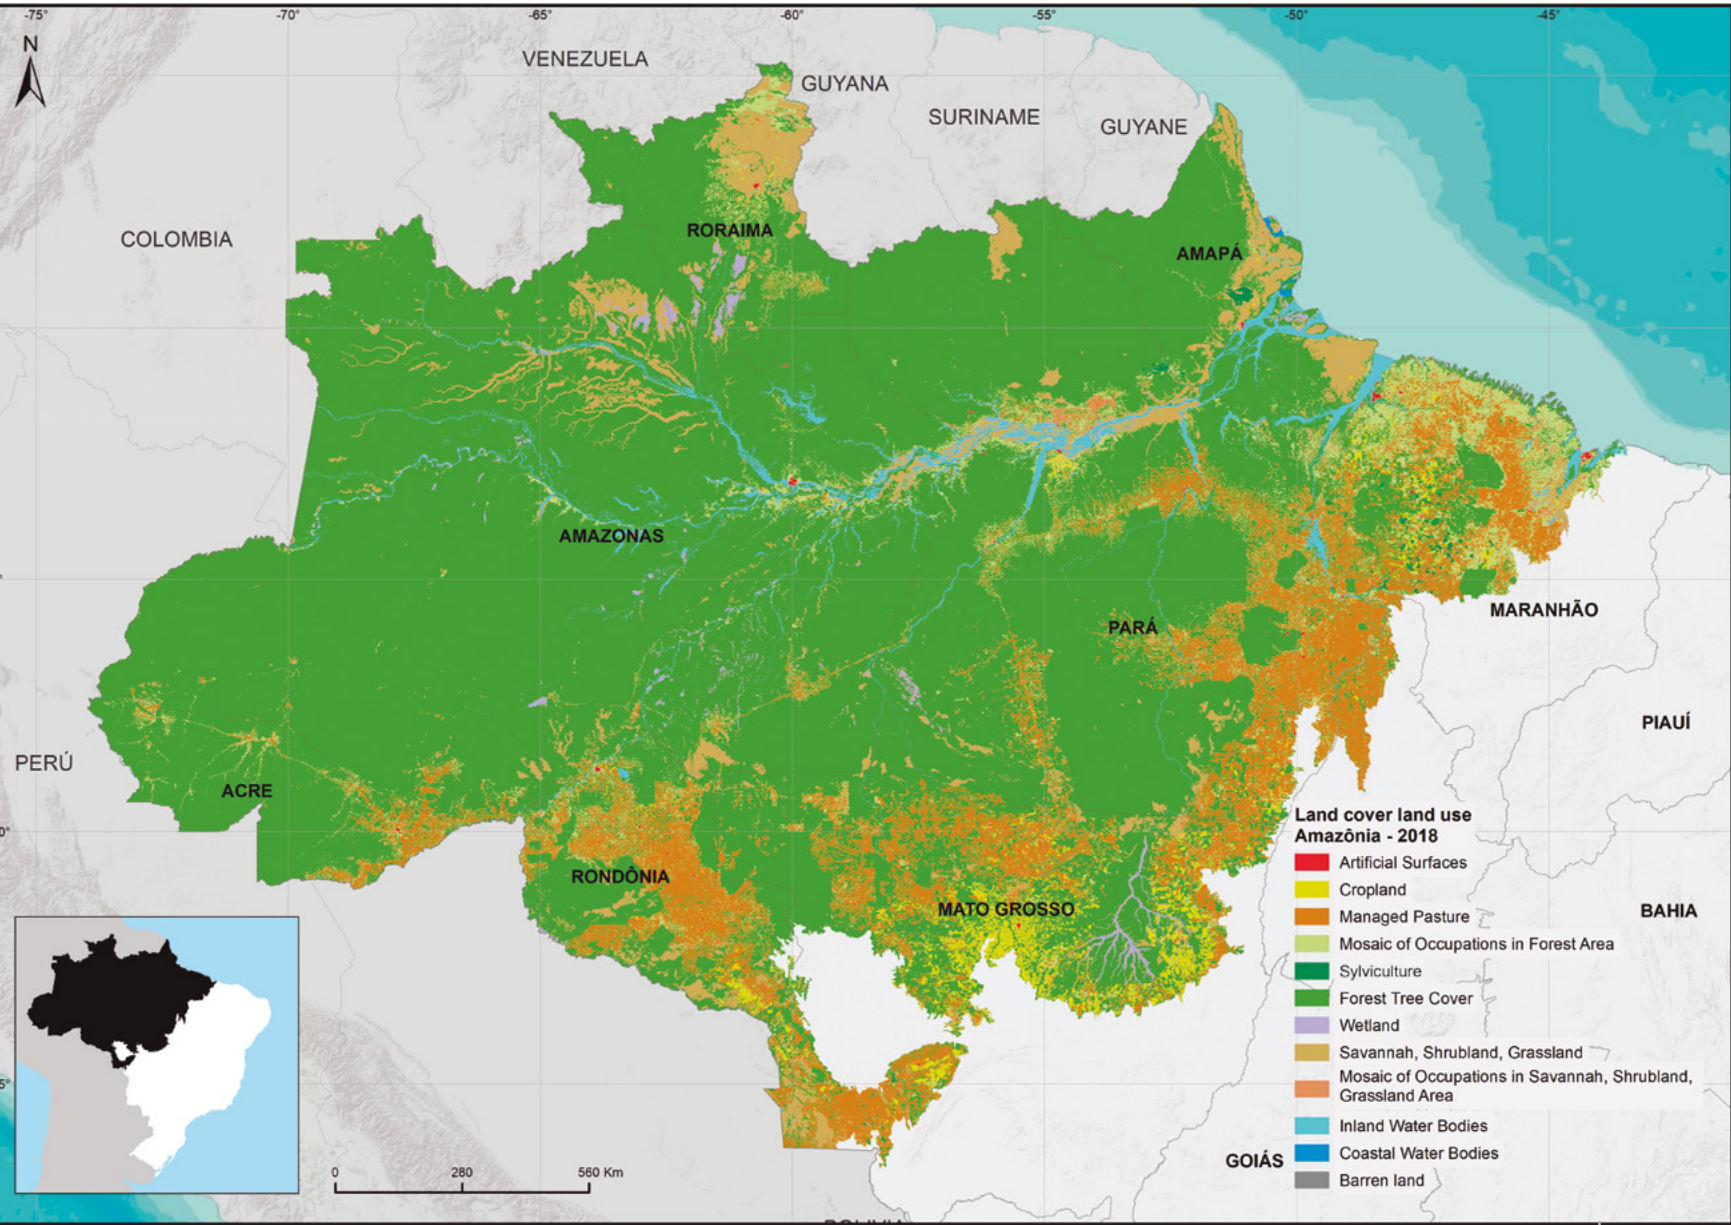 -75°
-70°
-65°
-60°
-55°
-50°
-45°
N
VENEZUELA
GUYANA
SURINAME
GUYANE
COLOMBIA
RORAIMA
AMAPÁ
AMAZONAS
MARANHÃO
PARÁ
PIAUÍ
PERÚ
ACRE
RONDÔNIA
MATO GROSSO
BAHIA
GOIÁS
Land cover land use
Amazônia - 2018
Artificial Surfaces
Cropland
Managed Pasture
Mosaic of Occupations in Forest Area
Sylviculture
Forest Tree Cover
Wetland
Savannah, Shrubland, Grassland
Mosaic of Occupations in Savannah, Shrubland,
Grassland Area
Inland Water Bodies
Coastal Water Bodies
Barren land
0 280 560 Km